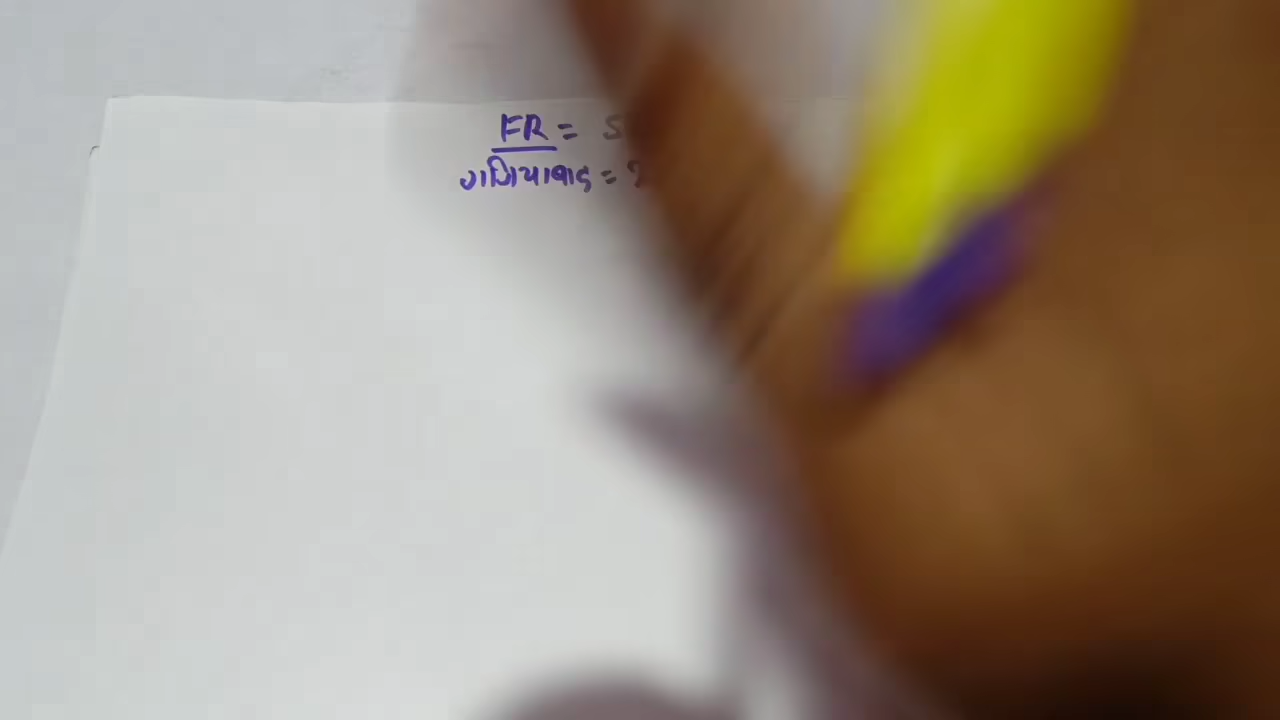 FR = S
ગાજિયાબાદ =